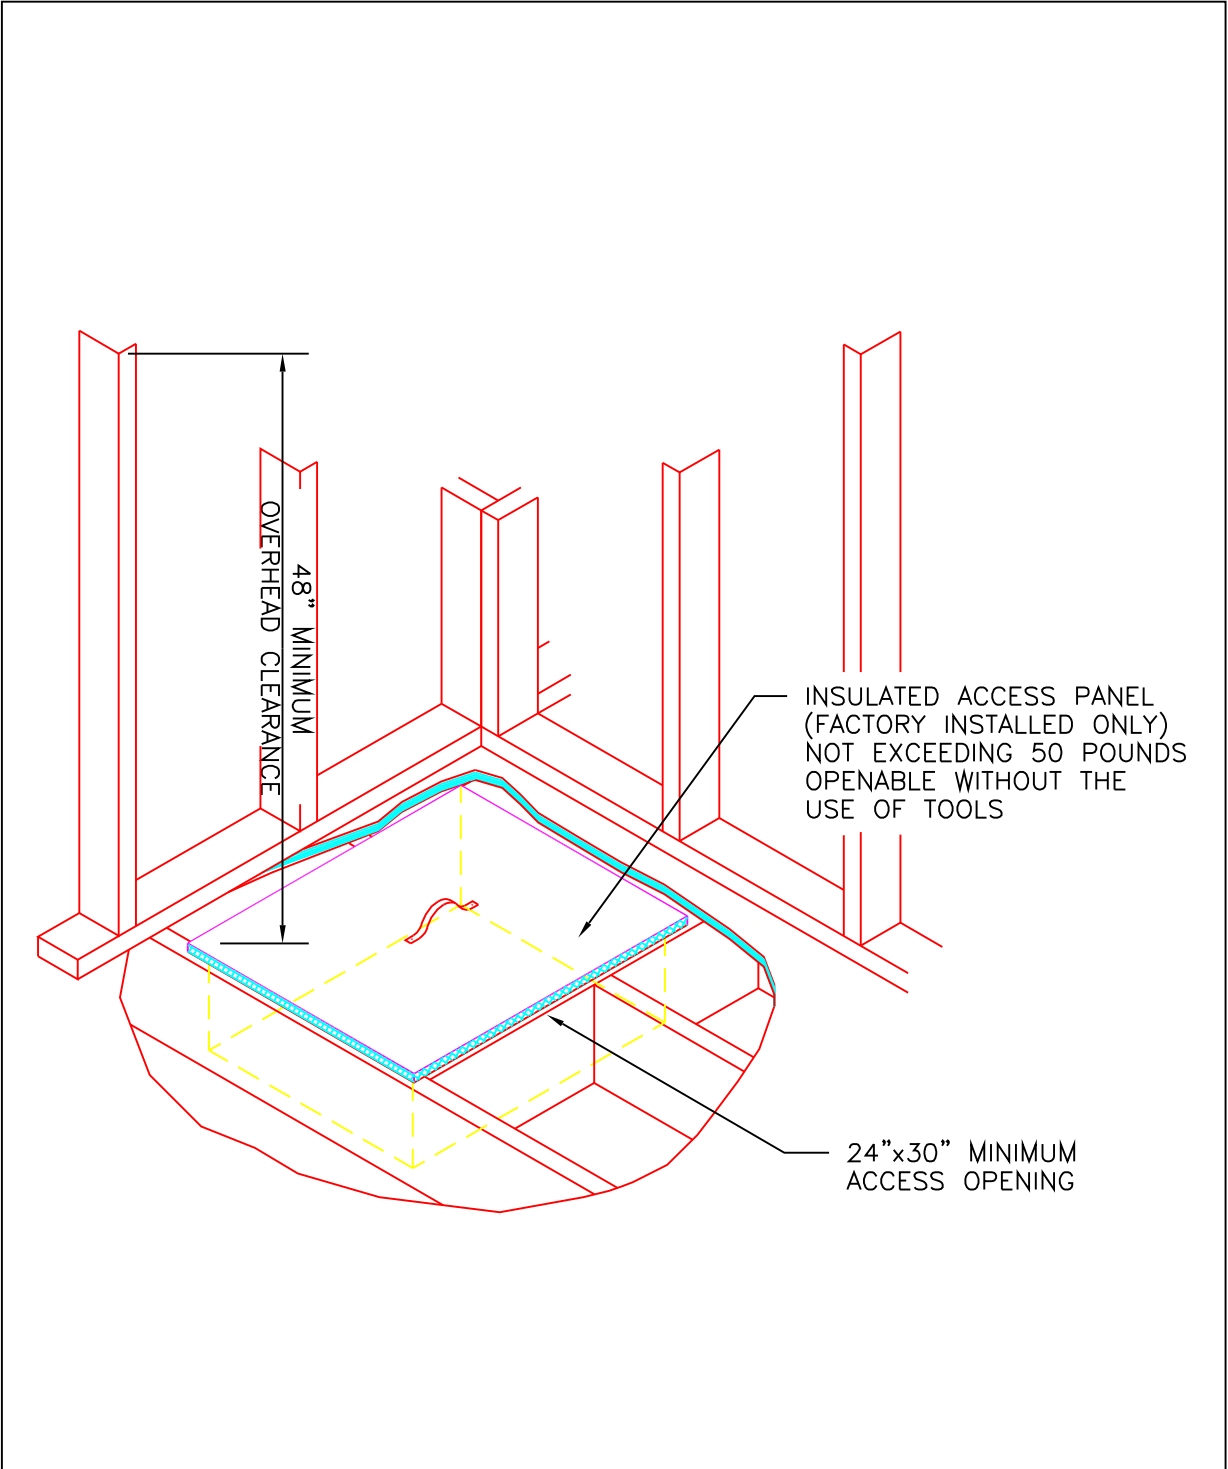 48” MINIMUM
OVERHEAD CLEARANCE
INSULATED ACCESS PANEL
(FACTORY INSTALLED ONLY)
NOT EXCEEDING 50 POUNDS
OPENABLE WITHOUT THE
USE OF TOOLS
24”x30” MINIMUM
ACCESS OPENING